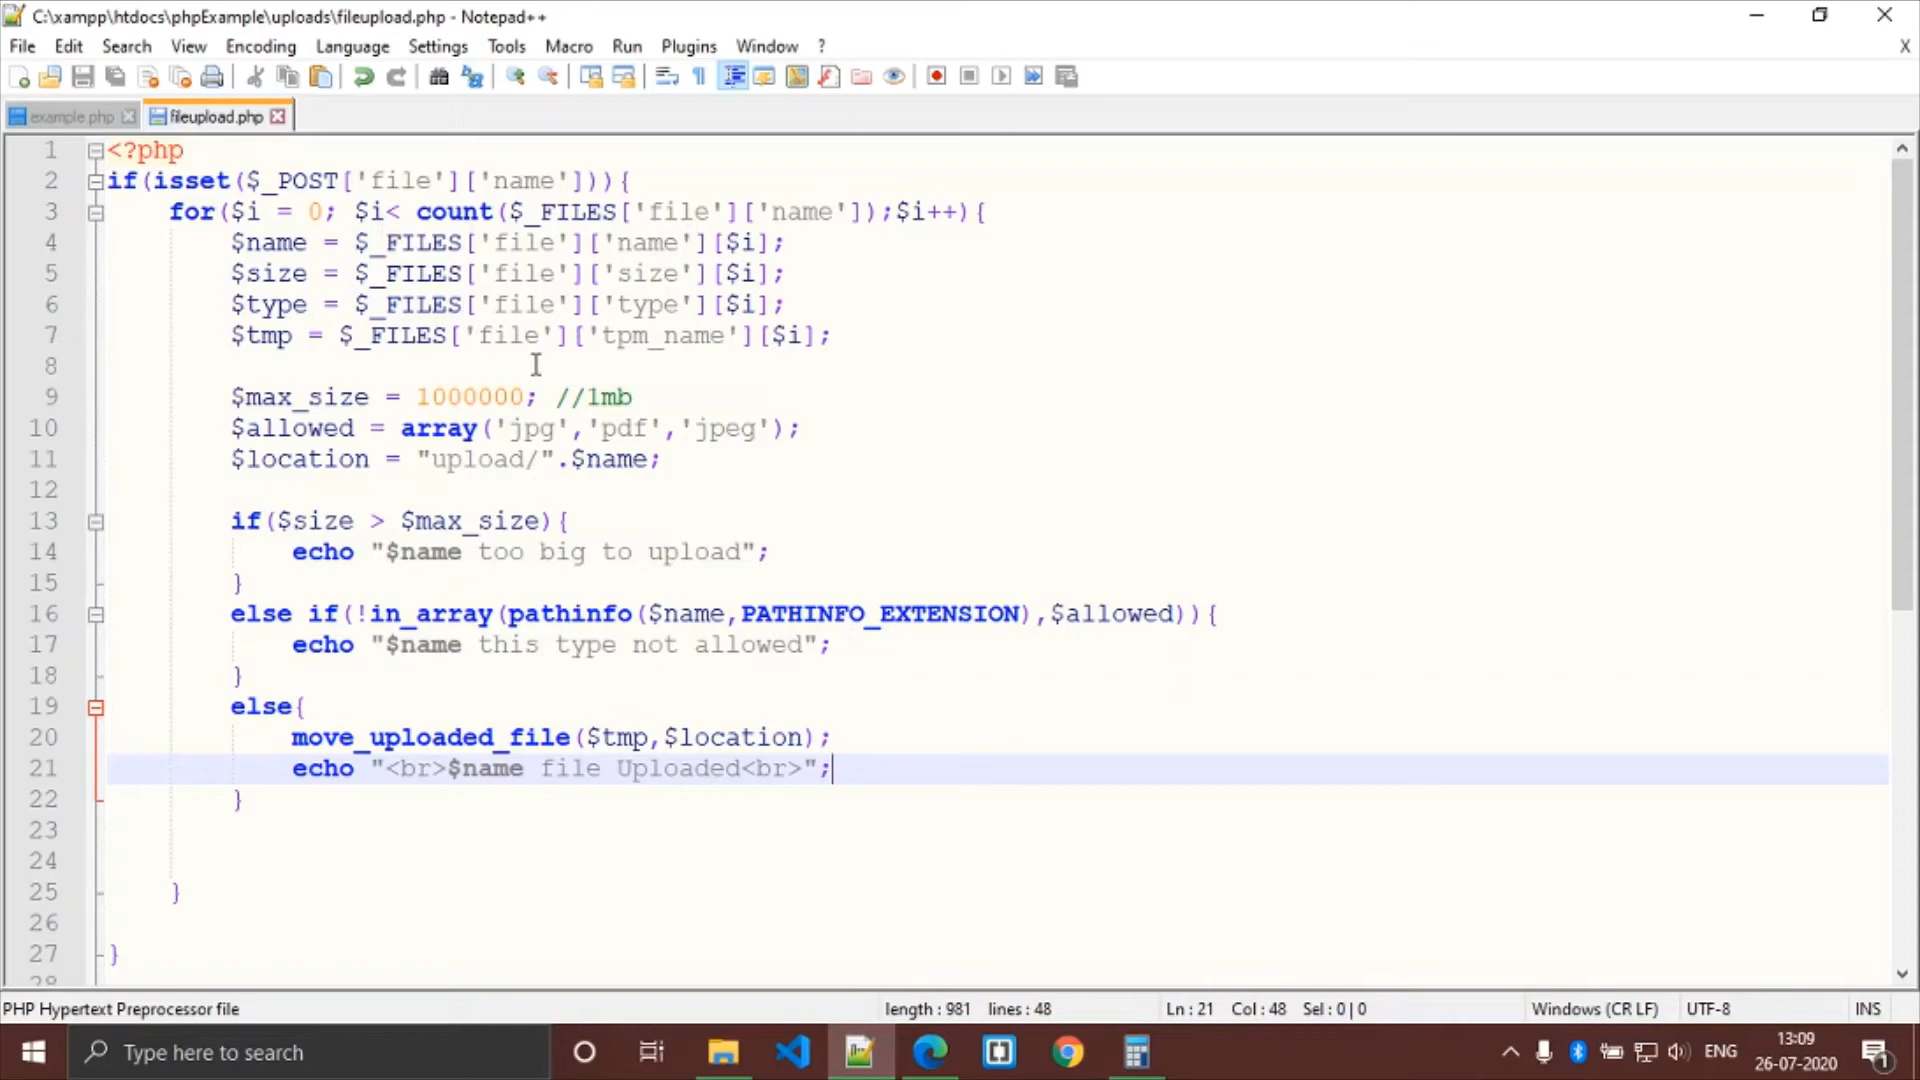 C:\xampp\htdocs\phpExample\uploads\fileupload.php - Notepad++
File Edit Search View Encoding Language Settings Tools Macro Run Plugins Window ? X
example.php fileupload.php
1 <?php
2 if(isset($_POST['file']['name'])){
3 for($i = 0; $i< count($_FILES['file']['name']);$i++){
4 $name = $_FILES['file']['name'][$i];
5 $size = $_FILES['file']['size'][$i];
6 $type = $_FILES['file']['type'][$i];
7 $tmp = $_FILES['file']['tpm_name'][$i];
8
9 $max_size = 1000000; //1mb
10 $allowed = array('jpg','pdf','jpeg');
11 $location = "upload/".$name;
12
13 if($size > $max_size){
14 echo "$name too big to upload";
15 }
16 else if(!in_array(pathinfo($name,PATHINFO_EXTENSION),$allowed)){
17 echo "$name this type not allowed";
18 }
19 else{
20 move_uploaded_file($tmp,$location);
21 echo "<br>$name file Uploaded<br>";
22 }
23
24
25 }
26
27 }
28
PHP Hypertext Preprocessor file length : 981 lines : 48 Ln : 21 Col : 48 Sel : 0 | 0 Windows (CR LF) UTF-8 INS
Type here to search ENG 13:09
26-07-2020 1